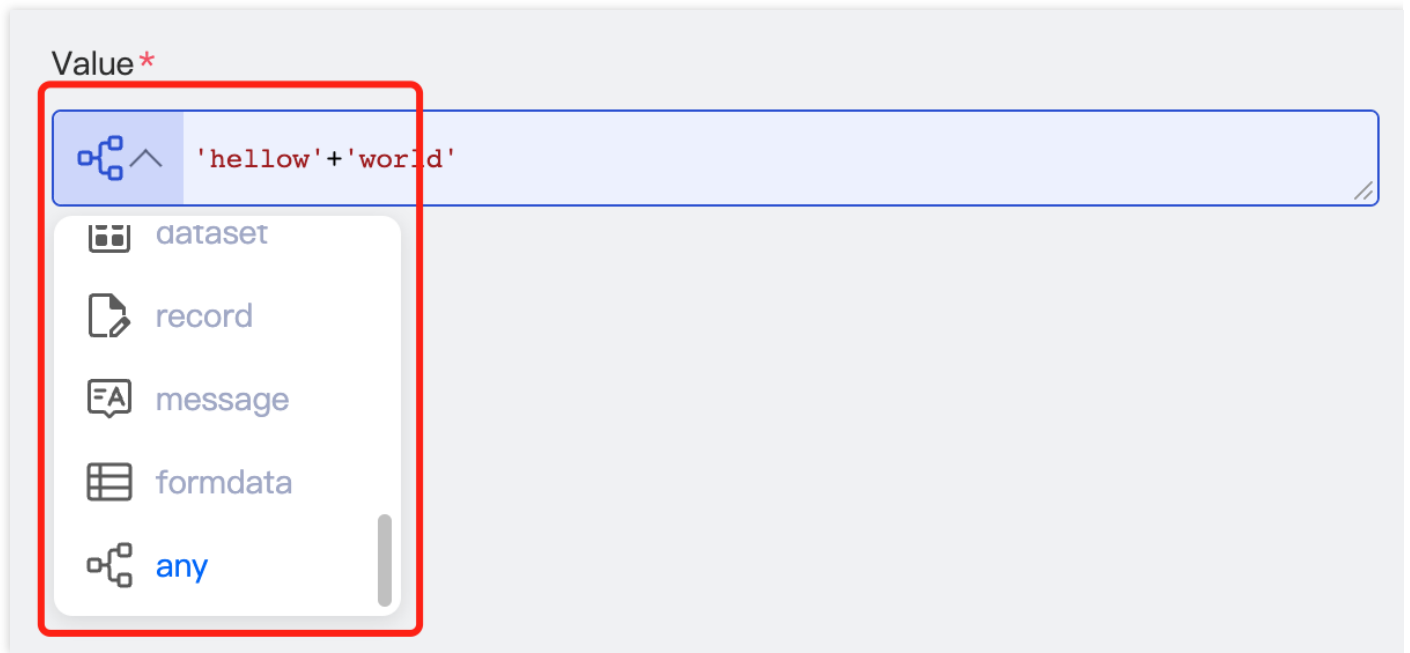 Value*
'hellow'+'world'
dataset
record
message
formdata
any